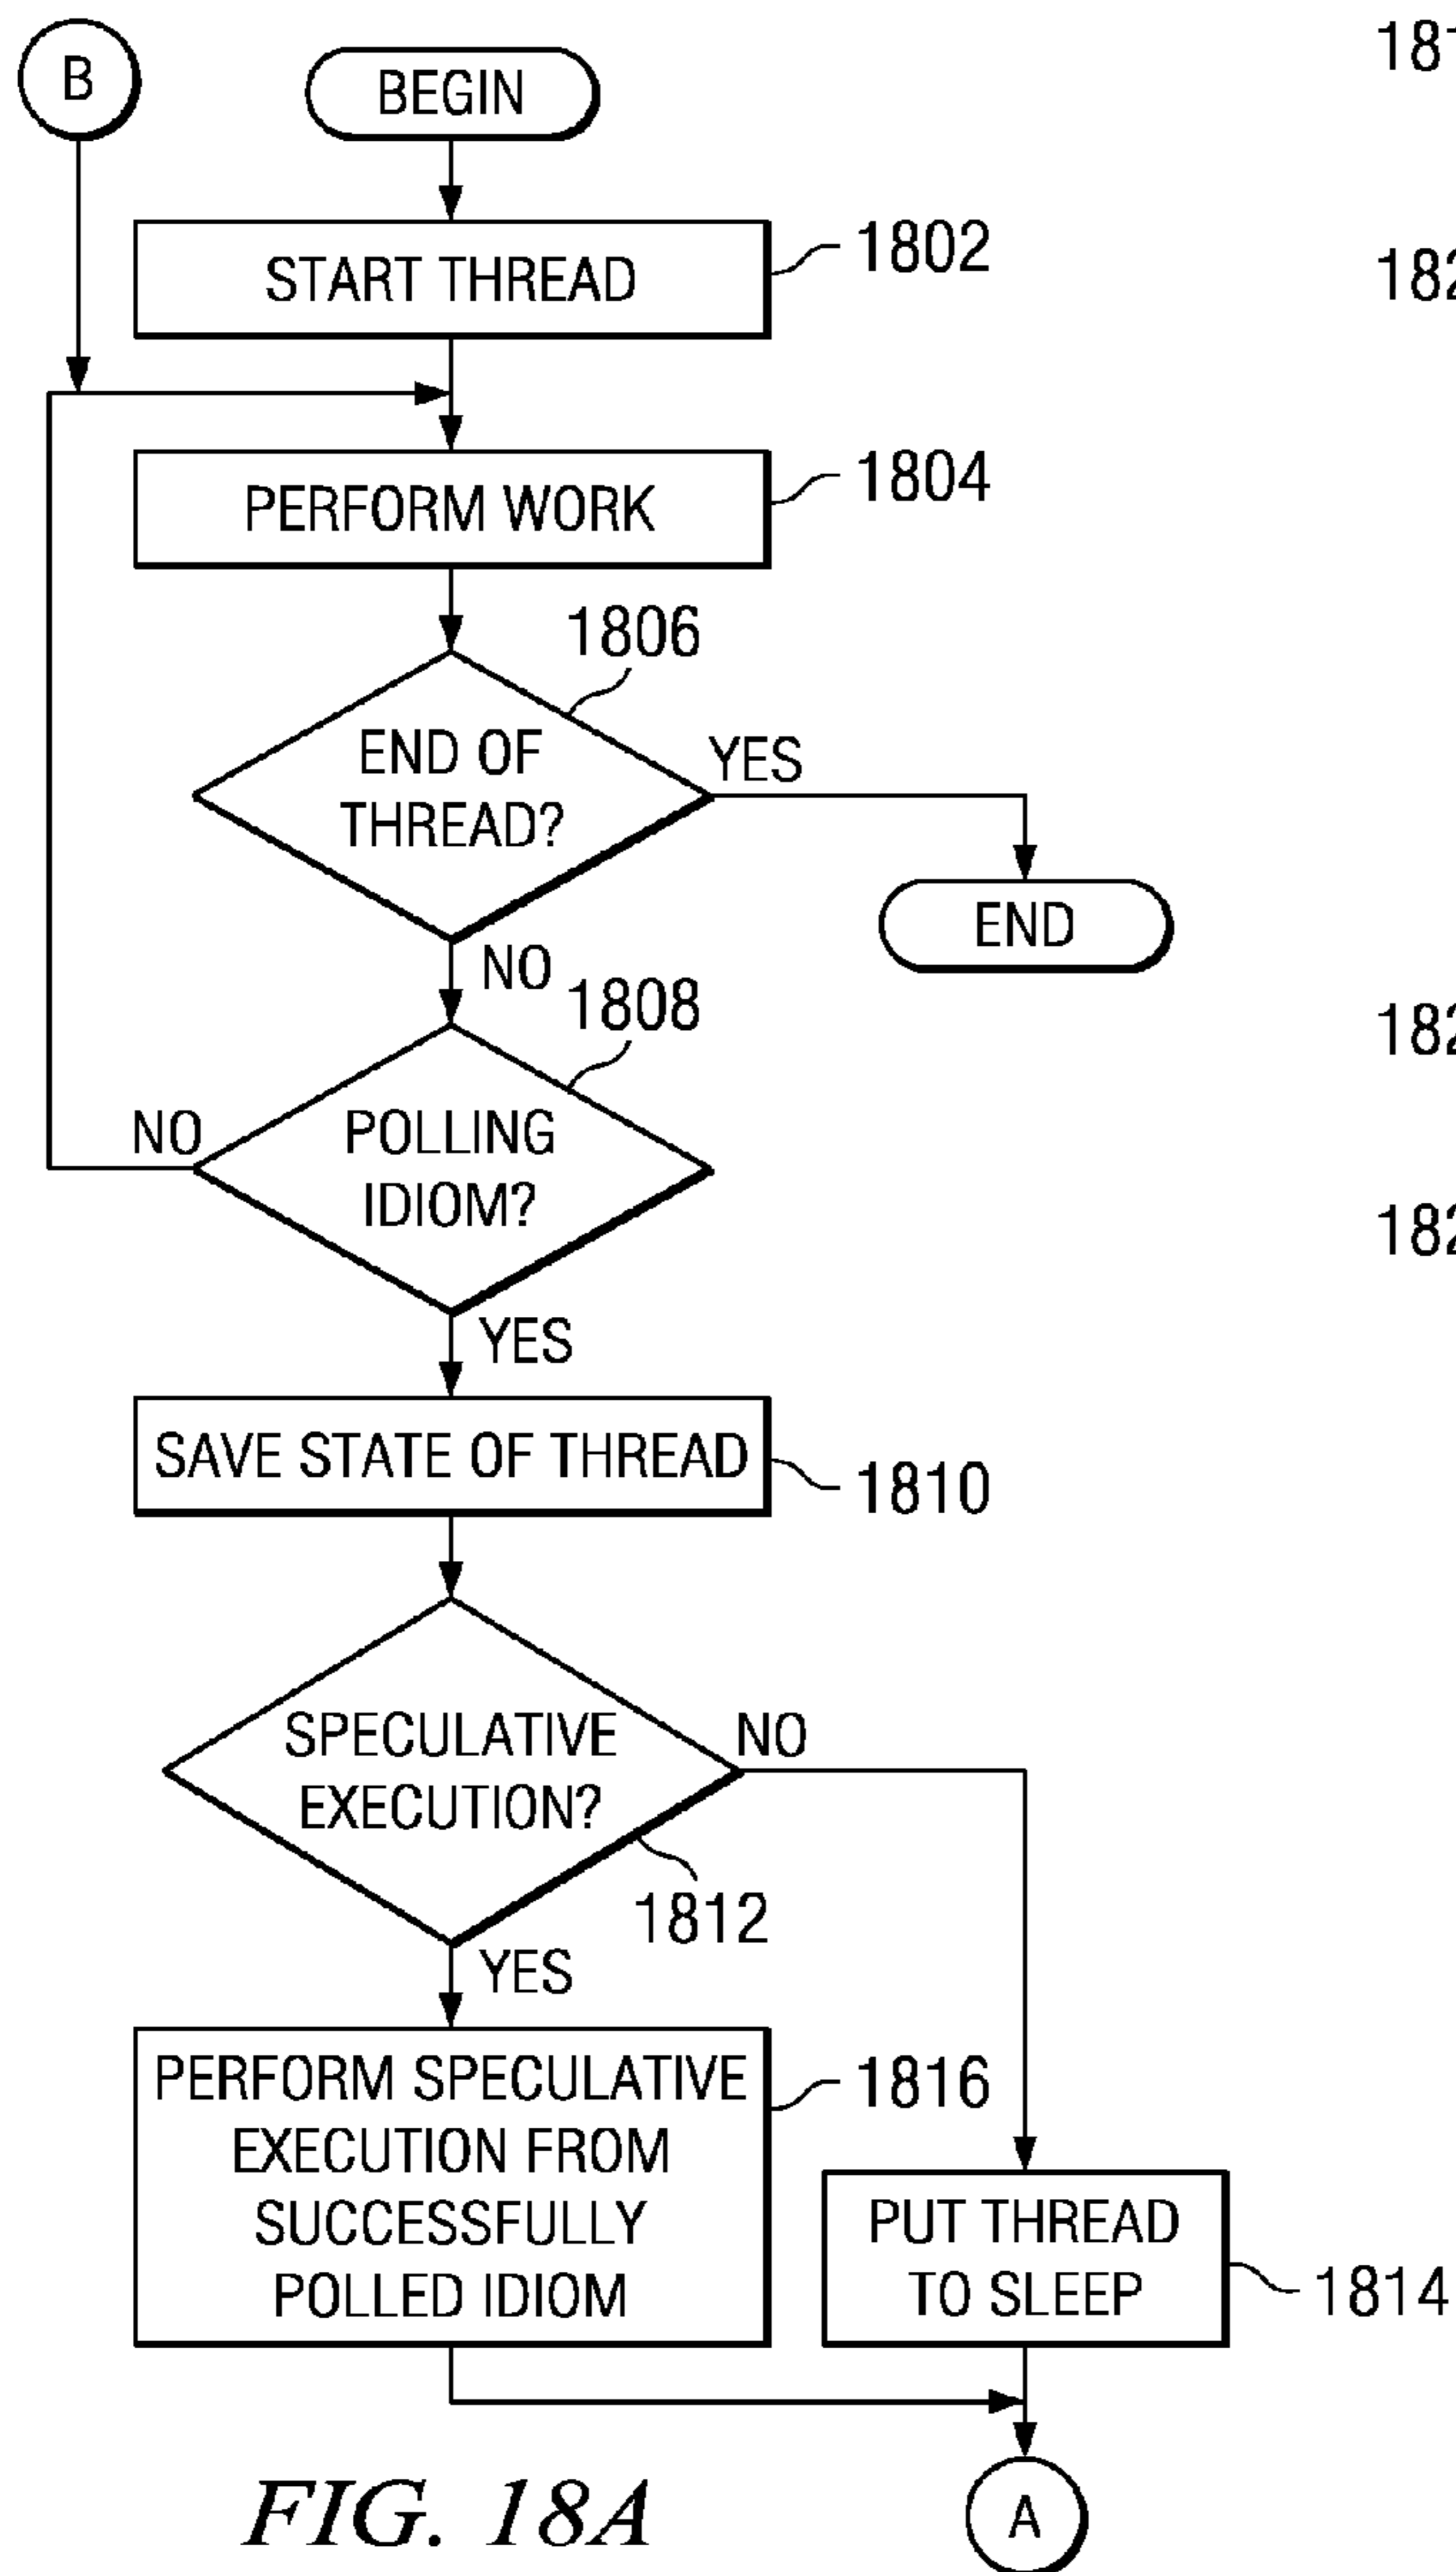 B
BEGIN
START THREAD
1802
PERFORM WORK
1804
1806
END OF
THREAD?
YES
END
NO
1808
NO
POLLING
IDIOM?
YES
SAVE STATE OF THREAD
1810
SPECULATIVE
EXECUTION?
NO
1812
YES
PERFORM SPECULATIVE
EXECUTION FROM
SUCCESSFULLY
POLLED IDIOM
1816
PUT THREAD
TO SLEEP
1814
FIG. 18A
A